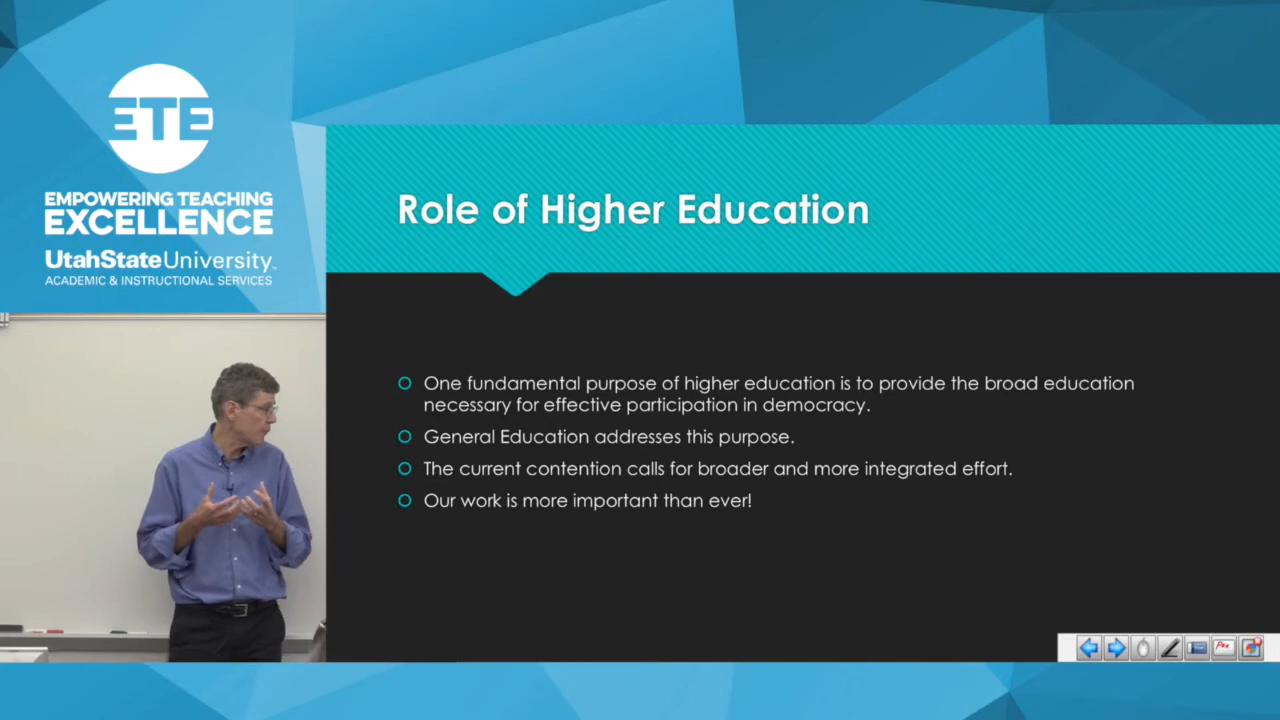 ETE
EMPOWERING TEACHING
EXCELLENCE
UtahStateUniversity
ACADEMIC & INSTRUCTIONAL SERVICES
Role of Higher Education
One fundamental purpose of higher education is to provide the broad education
necessary for effective participation in democracy.
General Education addresses this purpose.
The current contention calls for broader and more integrated effort.
Our work is more important than ever!